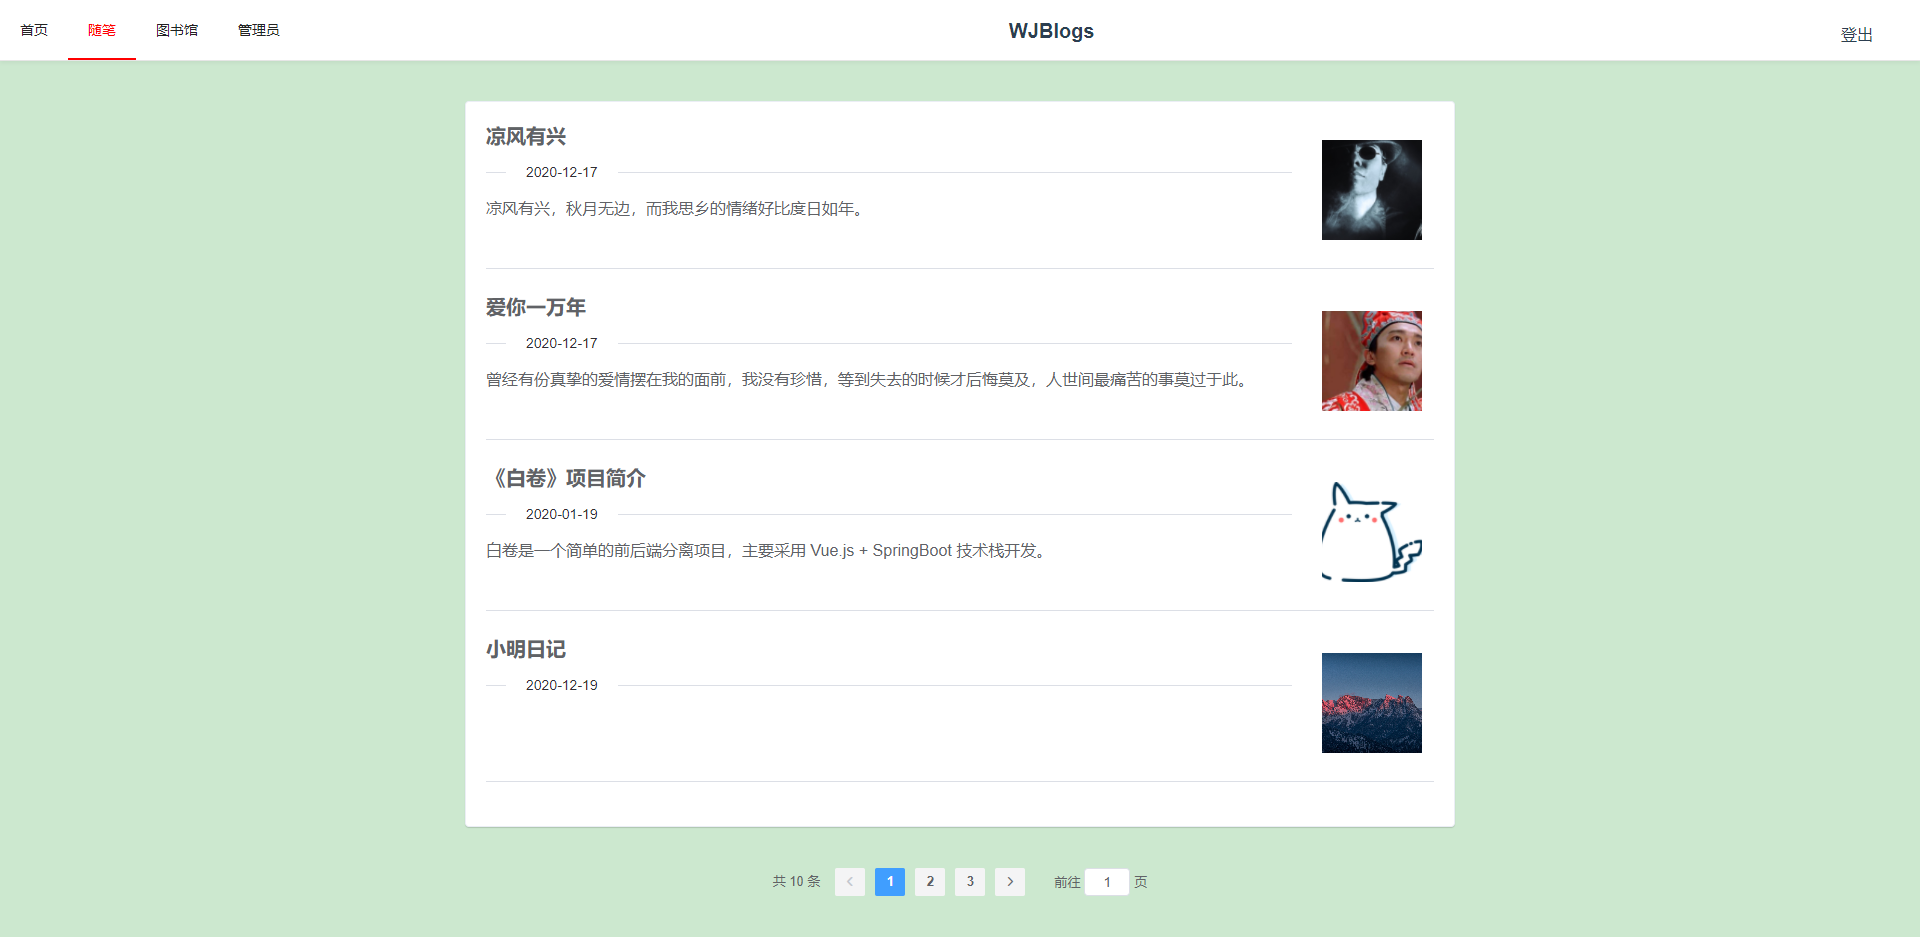 首页 随笔 图书馆 管理员 WJBlogs 登出
凉风有兴
2020-12-17
凉风有兴，秋月无边，而我思乡的情绪好比度日如年。
爱你一万年
2020-12-17
曾经有份真挚的爱情摆在我的面前，我没有珍惜，等到失去的时候才后悔莫及，人世间最痛苦的事莫过于此。
《白卷》项目简介
2020-01-19
白卷是一个简单的前后端分离项目，主要采用 Vue.js + SpringBoot 技术栈开发。
小明日记
2020-12-19
共 10 条 1 2 3 前往 1 页